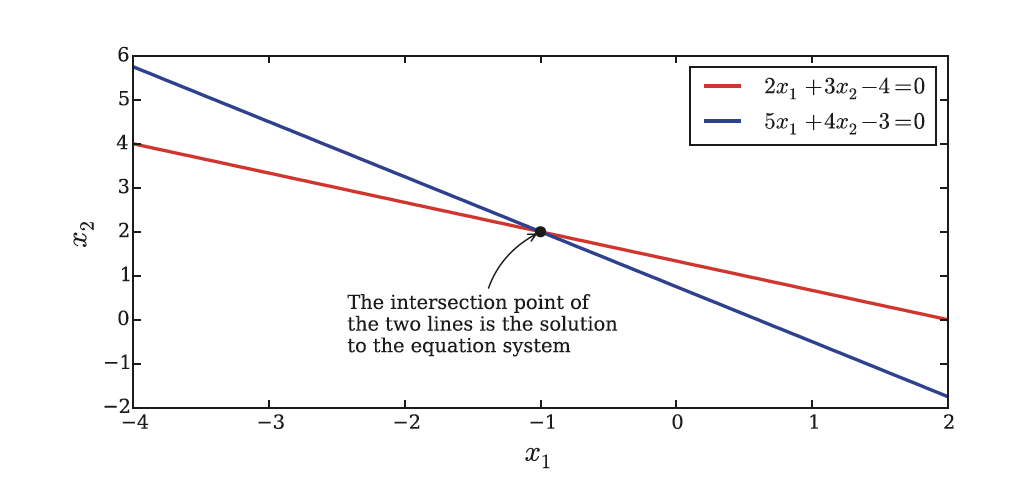 6
5
4
3
2
1
0
−1
−2
x₂
2x₁ +3x₂−4=0
5x₁ +4x₂−3=0
The intersection point of
the two lines is the solution
to the equation system
−4 −3 −2 −1 0 1 2
x₁